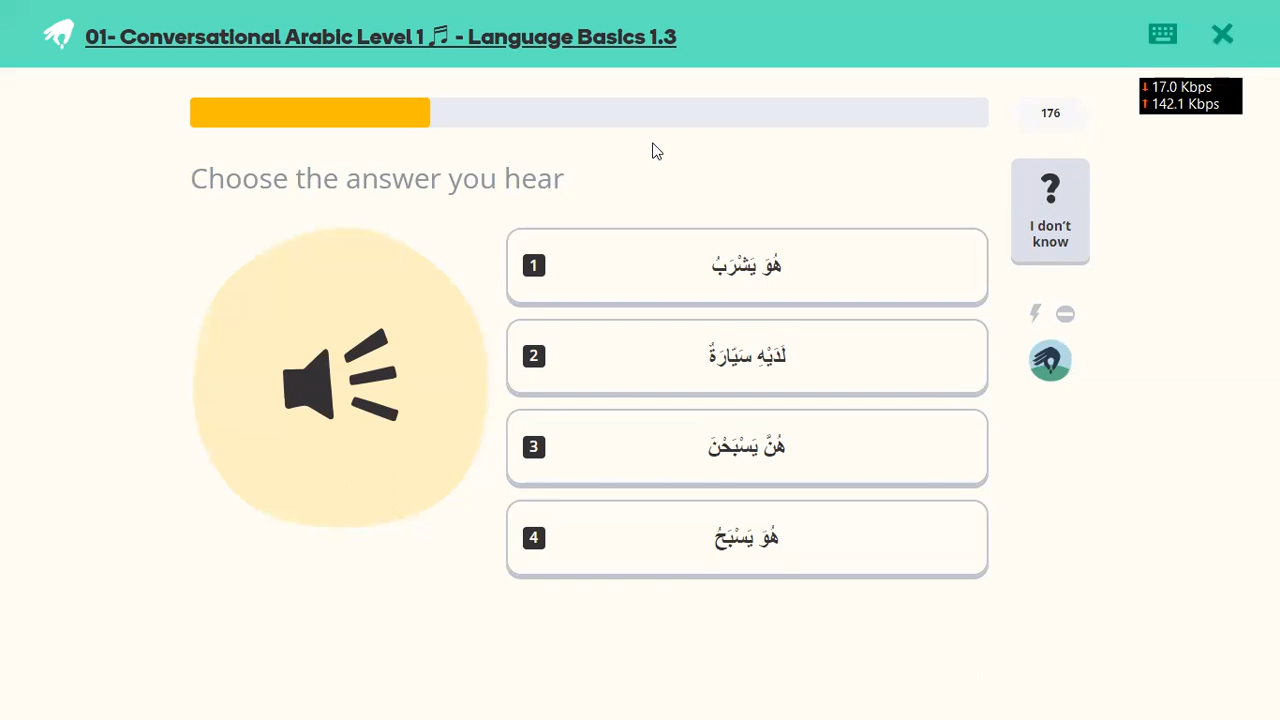 01- Conversational Arabic Level 1 🎵 - Language Basics 1.3
↓ 17.0 Kbps
↑ 142.1 Kbps
176
Choose the answer you hear
?
I don't
know
1 هُوَ يَشْرَبُ
2 لَدَيْهِ سَيَّارَةٌ
3 هُنَّ يَسْبَحْنَ
4 هُوَ يَسْبَحُ